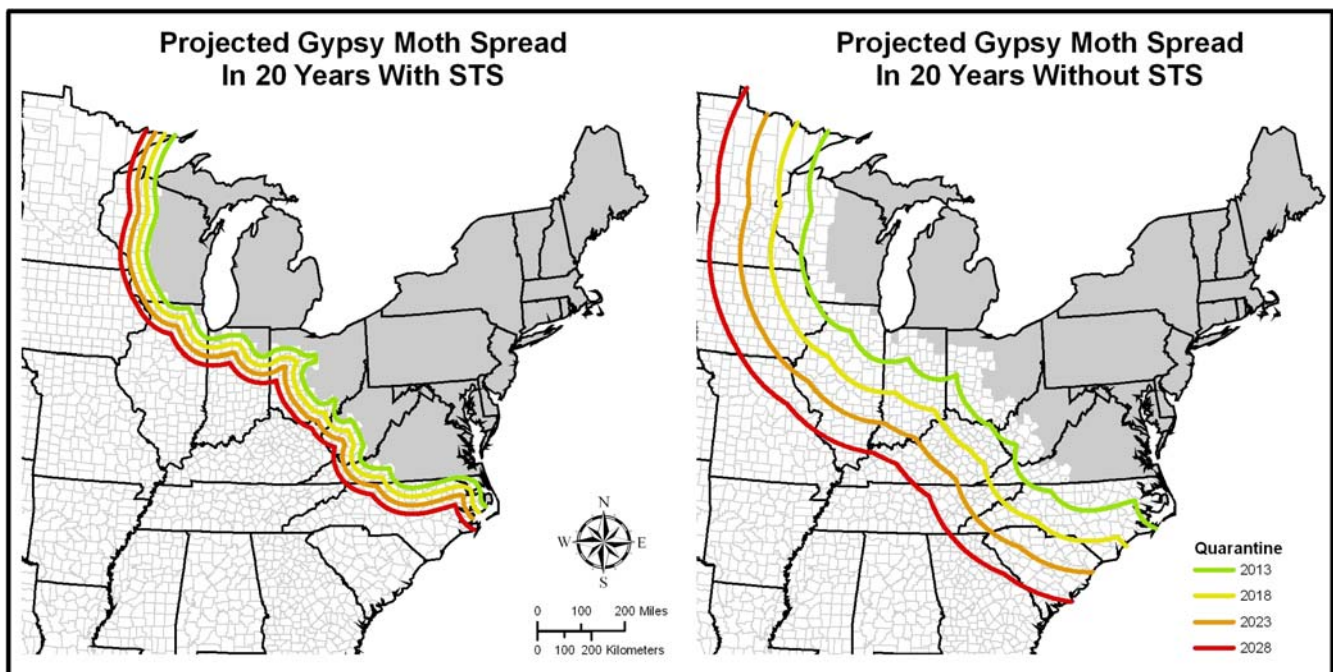 Projected Gypsy Moth Spread
In 20 Years With STS
Projected Gypsy Moth Spread
In 20 Years Without STS
N
W E
S
0 100 200 Miles
0 100 200 Kilometers
Quarantine
2013
2018
2023
2028